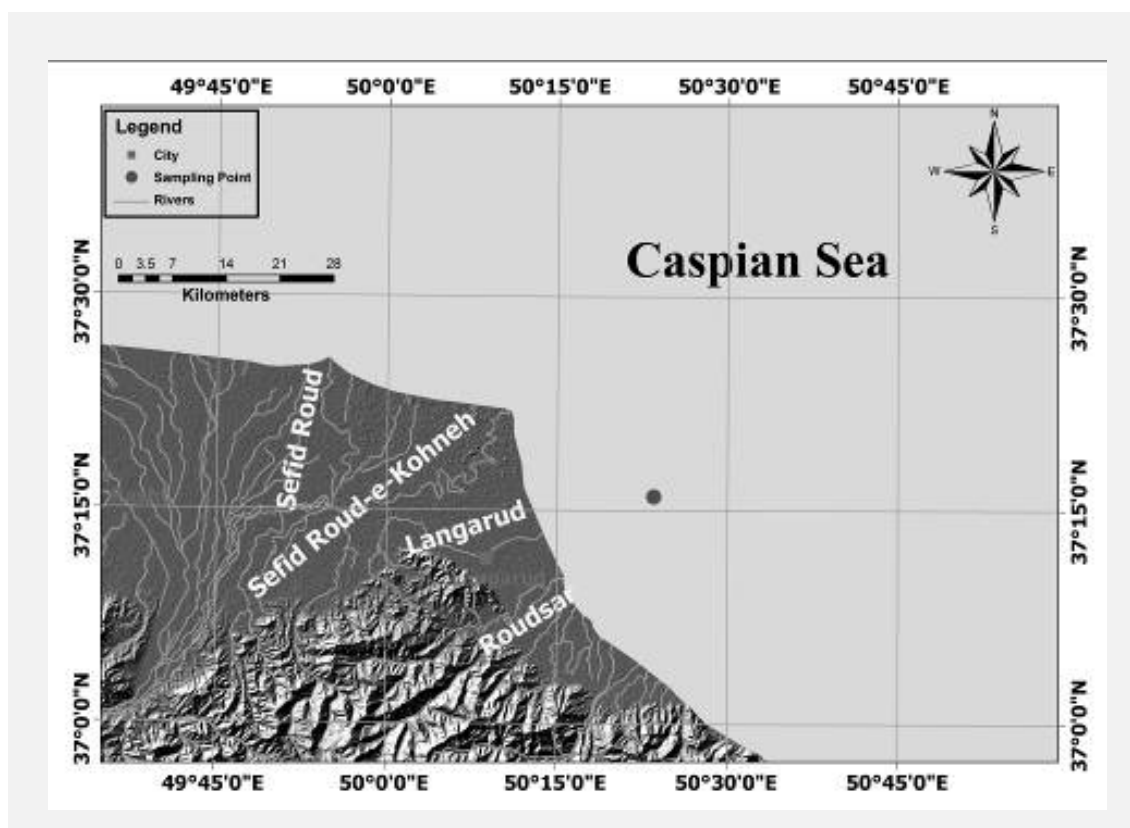 49°45'0"E 50°0'0"E 50°15'0"E 50°30'0"E 50°45'0"E
Legend
City
Sampling Point
Rivers
N
W E
S
Caspian Sea
0 3.5 7 14 21 28
Kilometers
37°30'0"N 37°30'0"N
Sefid Roud
Sefid Roud-e-Kohneh
37°15'0"N 37°15'0"N
Langarud
Roudsar
37°0'0"N 37°0'0"N
49°45'0"E 50°0'0"E 50°15'0"E 50°30'0"E 50°45'0"E